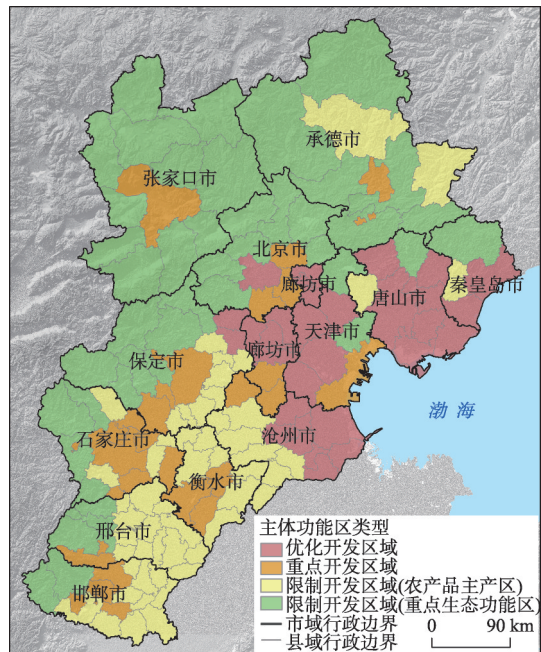 承德市
张家口市
北京市
廊坊市
秦皇岛市
唐山市
天津市
廊坊市
保定市
渤海
沧州市
石家庄市
衡水市
邢台市
邯郸市
主体功能区类型
优化开发区域
重点开发区域
限制开发区域(农产品主产区)
限制开发区域(重点生态功能区)
市域行政边界
县域行政边界
0 90 km